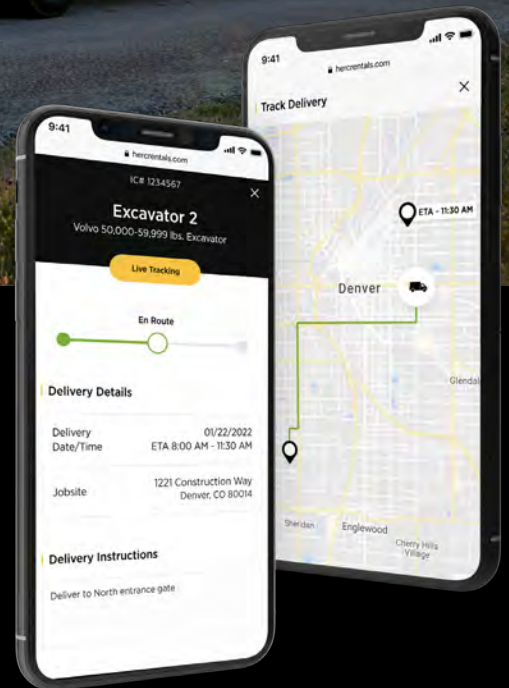 9:41
hercrentals.com
IC# 1234567
Excavator 2
Volvo 50,000-59,999 lbs. Excavator
Live Tracking
En Route
Delivery Details
Delivery Date/Time
01/22/2022
ETA 8:00 AM - 11:30 AM
Jobsite
1221 Construction Way
Denver, CO 80014
Delivery Instructions
Deliver to North entrance gate
9:41
hercrentals.com
Track Delivery
ETA - 11:30 AM
Denver
Sheridan
Englewood
Cherry Hills
Village